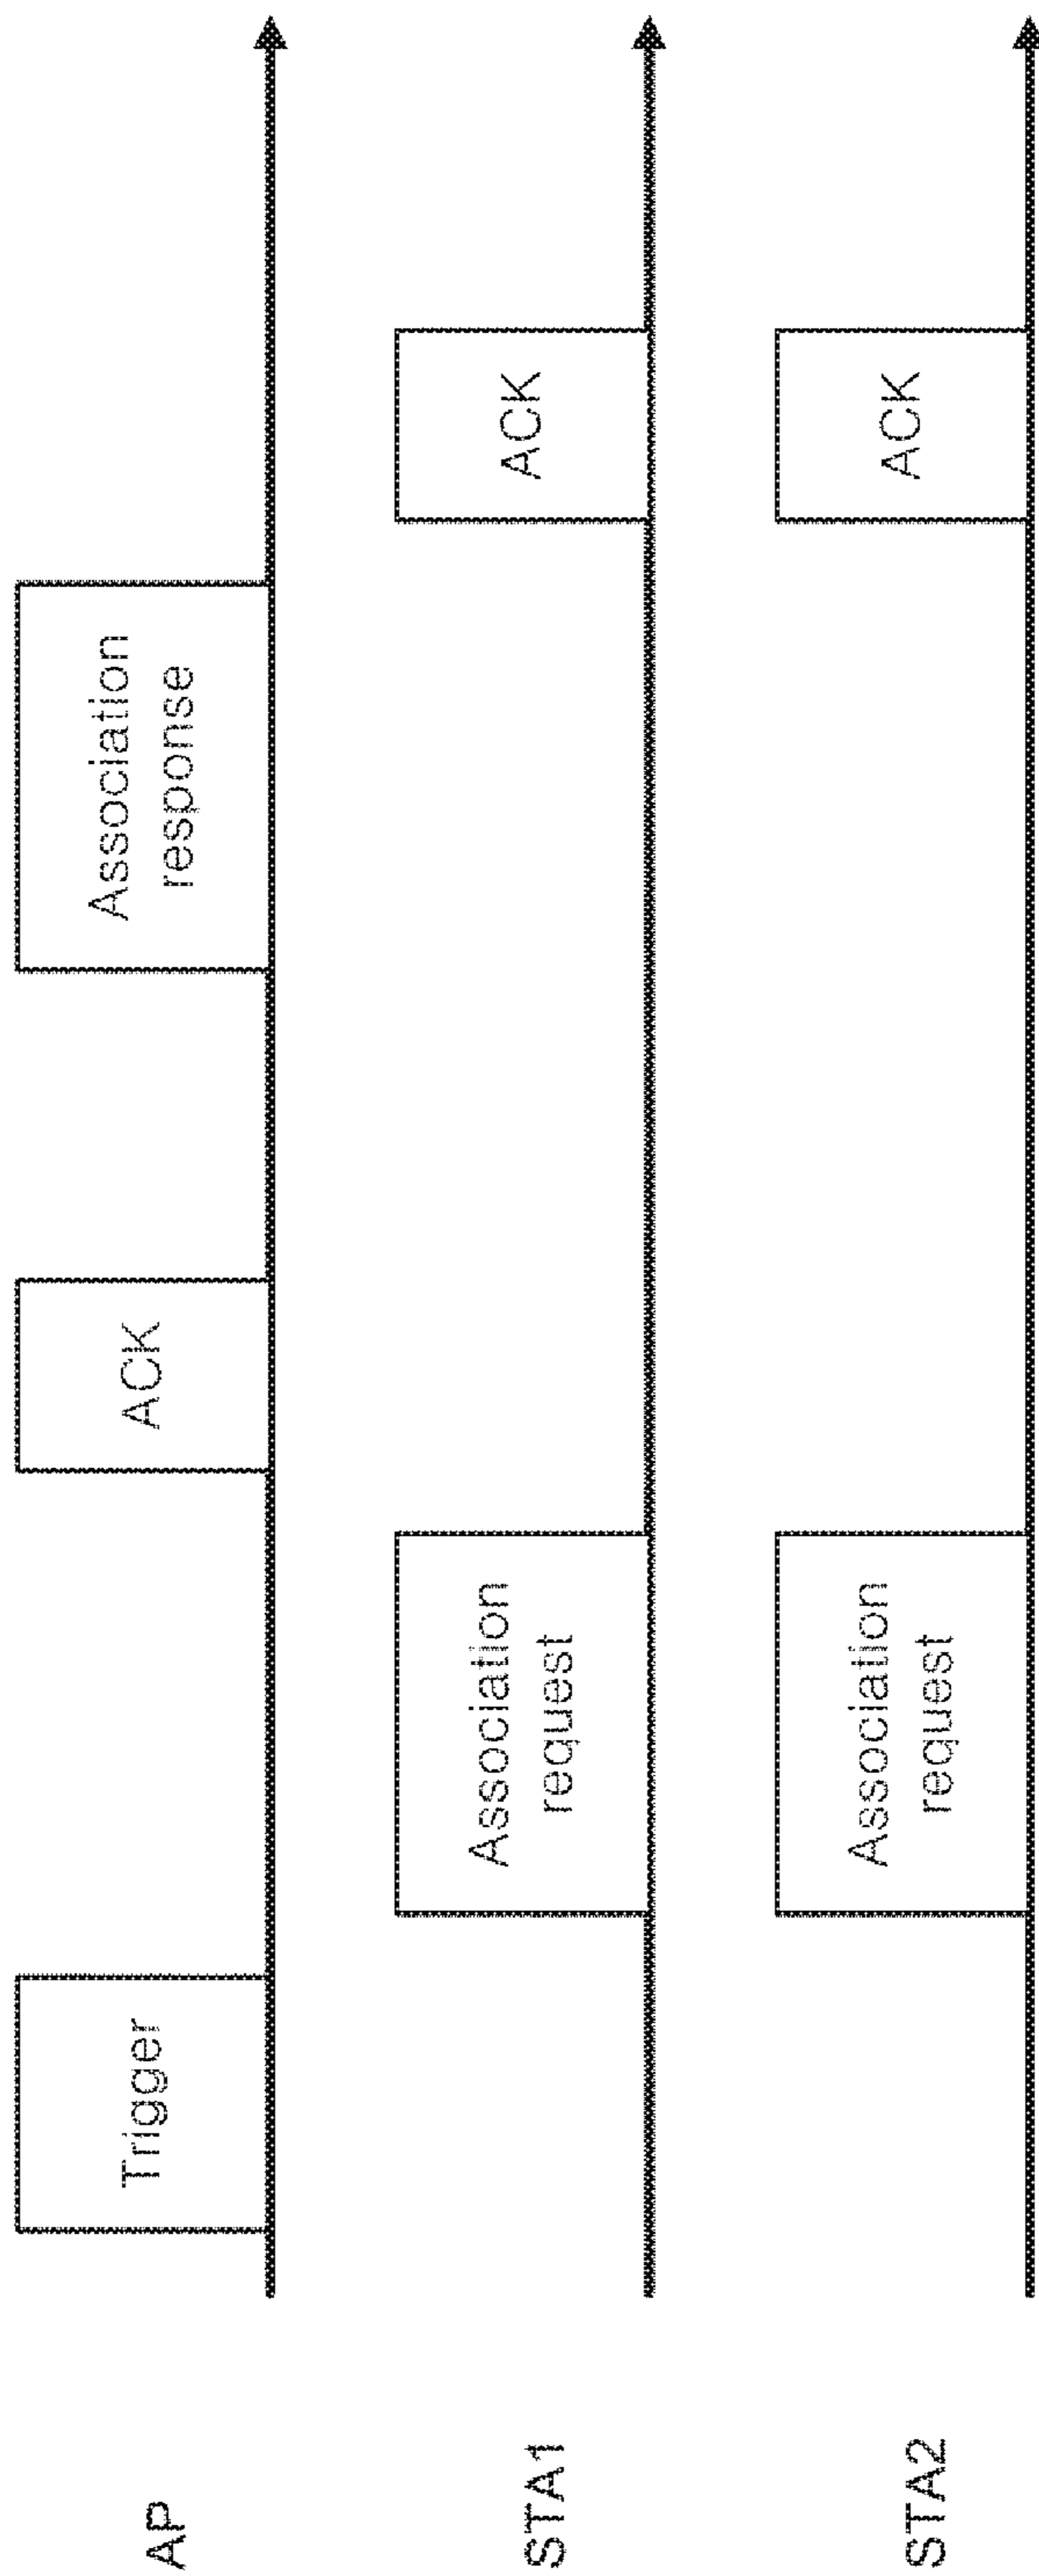 AP
Trigger
ACK
Association
response
STA1
Association
request
ACK
STA2
Association
request
ACK